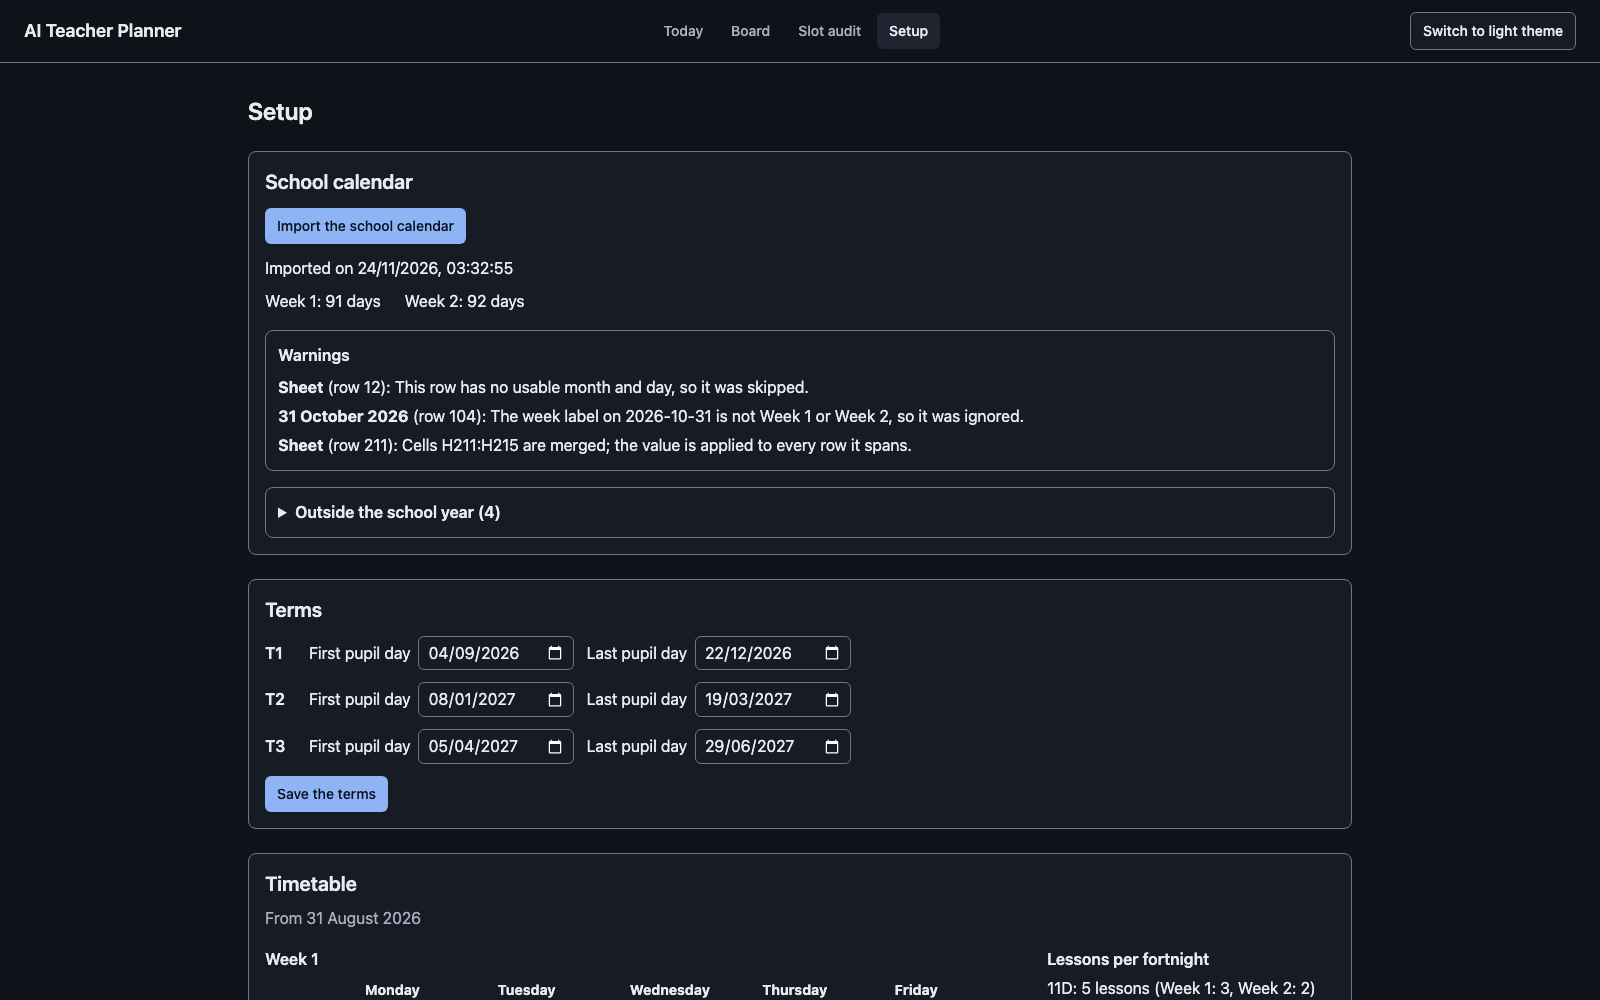 AI Teacher Planner
Today Board Slot audit Setup
Switch to light theme
Setup
School calendar
Import the school calendar
Imported on 24/11/2026, 03:32:55
Week 1: 91 days Week 2: 92 days
Warnings
Sheet (row 12): This row has no usable month and day, so it was skipped.
31 October 2026 (row 104): The week label on 2026-10-31 is not Week 1 or Week 2, so it was ignored.
Sheet (row 211): Cells H211:H215 are merged; the value is applied to every row it spans.
Outside the school year (4)
Terms
T1 First pupil day 04/09/2026 Last pupil day 22/12/2026
T2 First pupil day 08/01/2027 Last pupil day 19/03/2027
T3 First pupil day 05/04/2027 Last pupil day 29/06/2027
Save the terms
Timetable
From 31 August 2026
Week 1
Monday Tuesday Wednesday Thursday Friday
Lessons per fortnight
11D: 5 lessons (Week 1: 3, Week 2: 2)